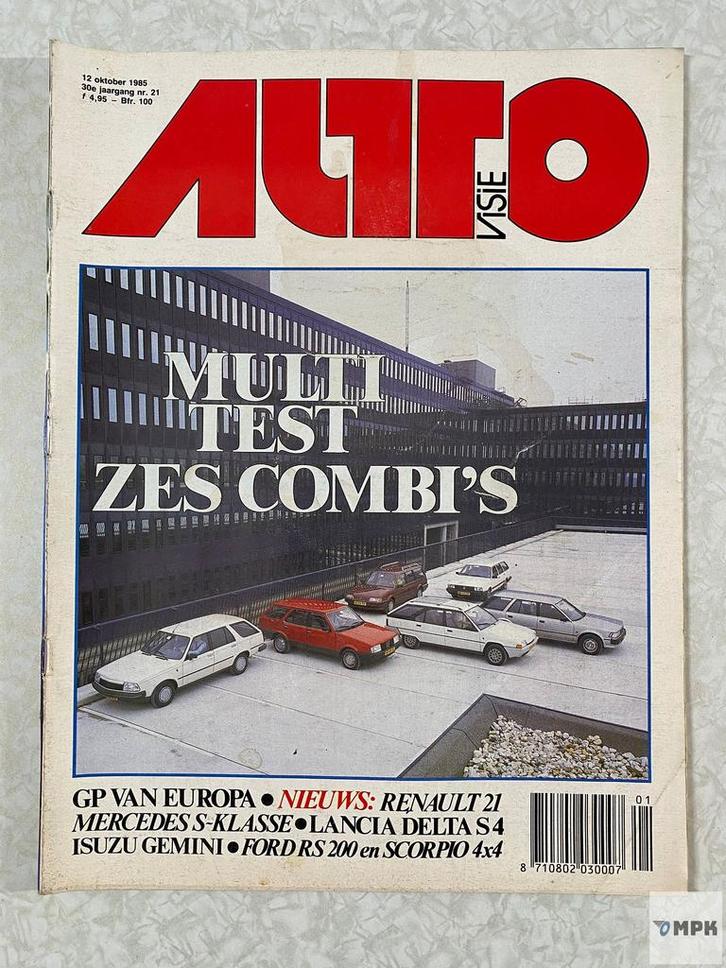 12 oktober 1985
30e jaargang nr. 21
f 4,95 – Bfr. 100
AUTO
VISIE
MULTI
TEST
ZES COMBI'S
GP VAN EUROPA ● NIEUWS: RENAULT 21
MERCEDES S-KLASSE ● LANCIA DELTA S 4
ISUZU GEMINI ● FORD RS 200 en SCORPIO 4x4
01
8 710802 030007
MPK